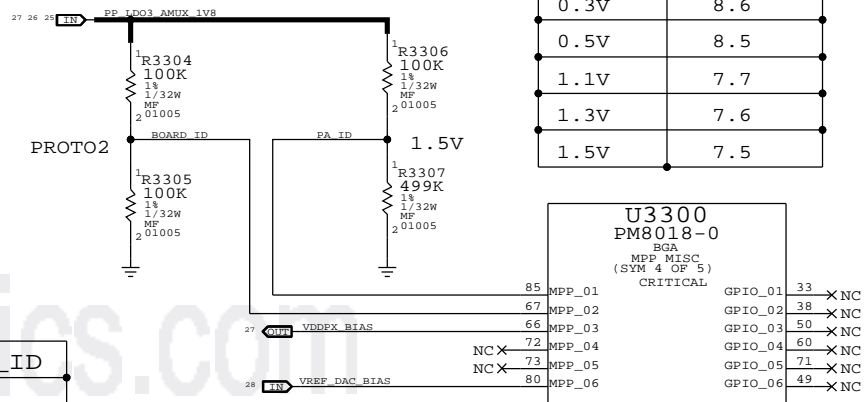 27 26 25 IN PP_LDO3_AMUX_1V8
1
R3304
100K
1%
1/32W
MF
2 01005
1
R3306
100K
1%
1/32W
MF
2 01005
PROTO2
BOARD_ID
PA_ID
1.5V
1
R3305
100K
1%
1/32W
MF
2 01005
1
R3307
499K
1%
1/32W
MF
2 01005
0.3V 8.6
0.5V 8.5
1.1V 7.7
1.3V 7.6
1.5V 7.5
U3300
PM8018-0
BGA
MPP MISC
(SYM 4 OF 5)
CRITICAL
85 MPP_01 GPIO_01 33 NC
67 MPP_02 GPIO_02 38 NC
27 OUT VDDPX_BIAS 66 MPP_03 GPIO_03 50 NC
NC 72 MPP_04 GPIO_04 60 NC
NC 73 MPP_05 GPIO_05 71 NC
28 IN VREF_DAC_BIAS 80 MPP_06 GPIO_06 49 NC
_ID
ics.com